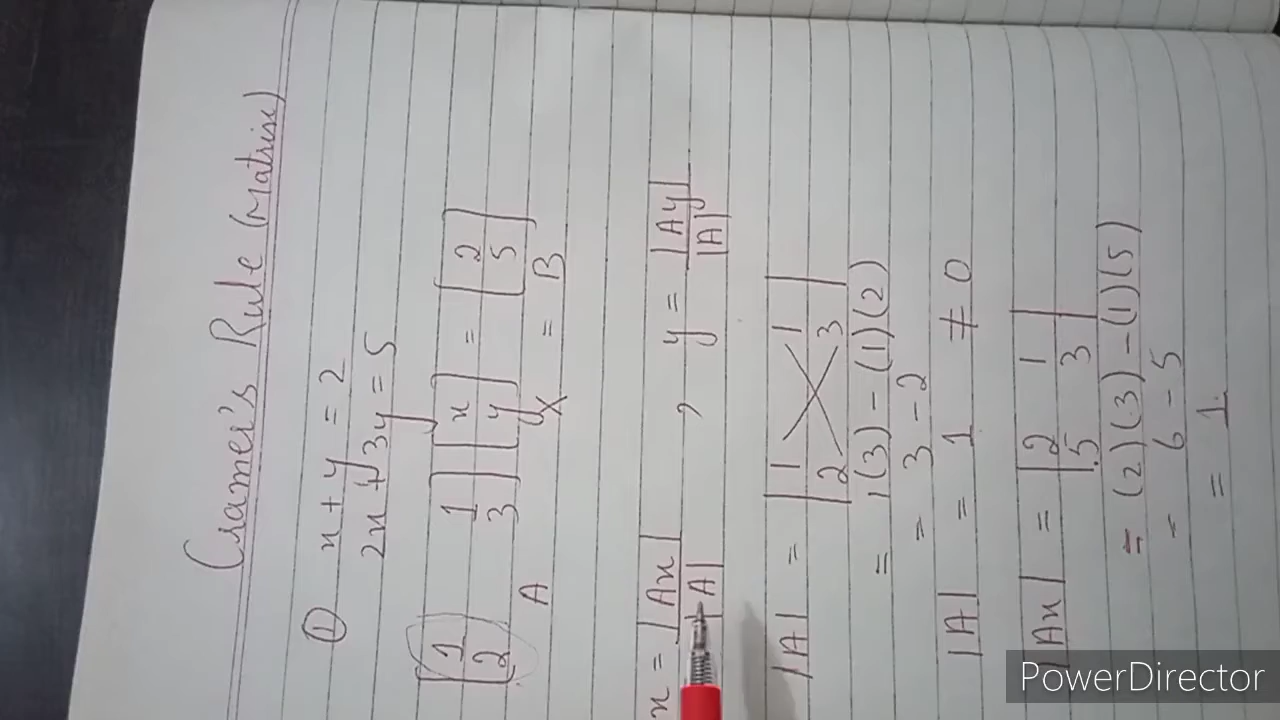 Cramer's Rule (Matrix)
① x + y = 2
2x + 3y = 5
[1 1] [x] = [2]
[2 3] [y] [5]
A X = B
x = |Ax| / |A| , y = |Ay| / |A|
|A| = |1 1|
|2 3|
= 1(3) - (1)(2)
= 3 - 2
|A| = 1 ≠ 0
|Ax| = |2 1|
|5 3|
= (2)(3) - (1)(5)
= 6 - 5
= 1
PowerDirector